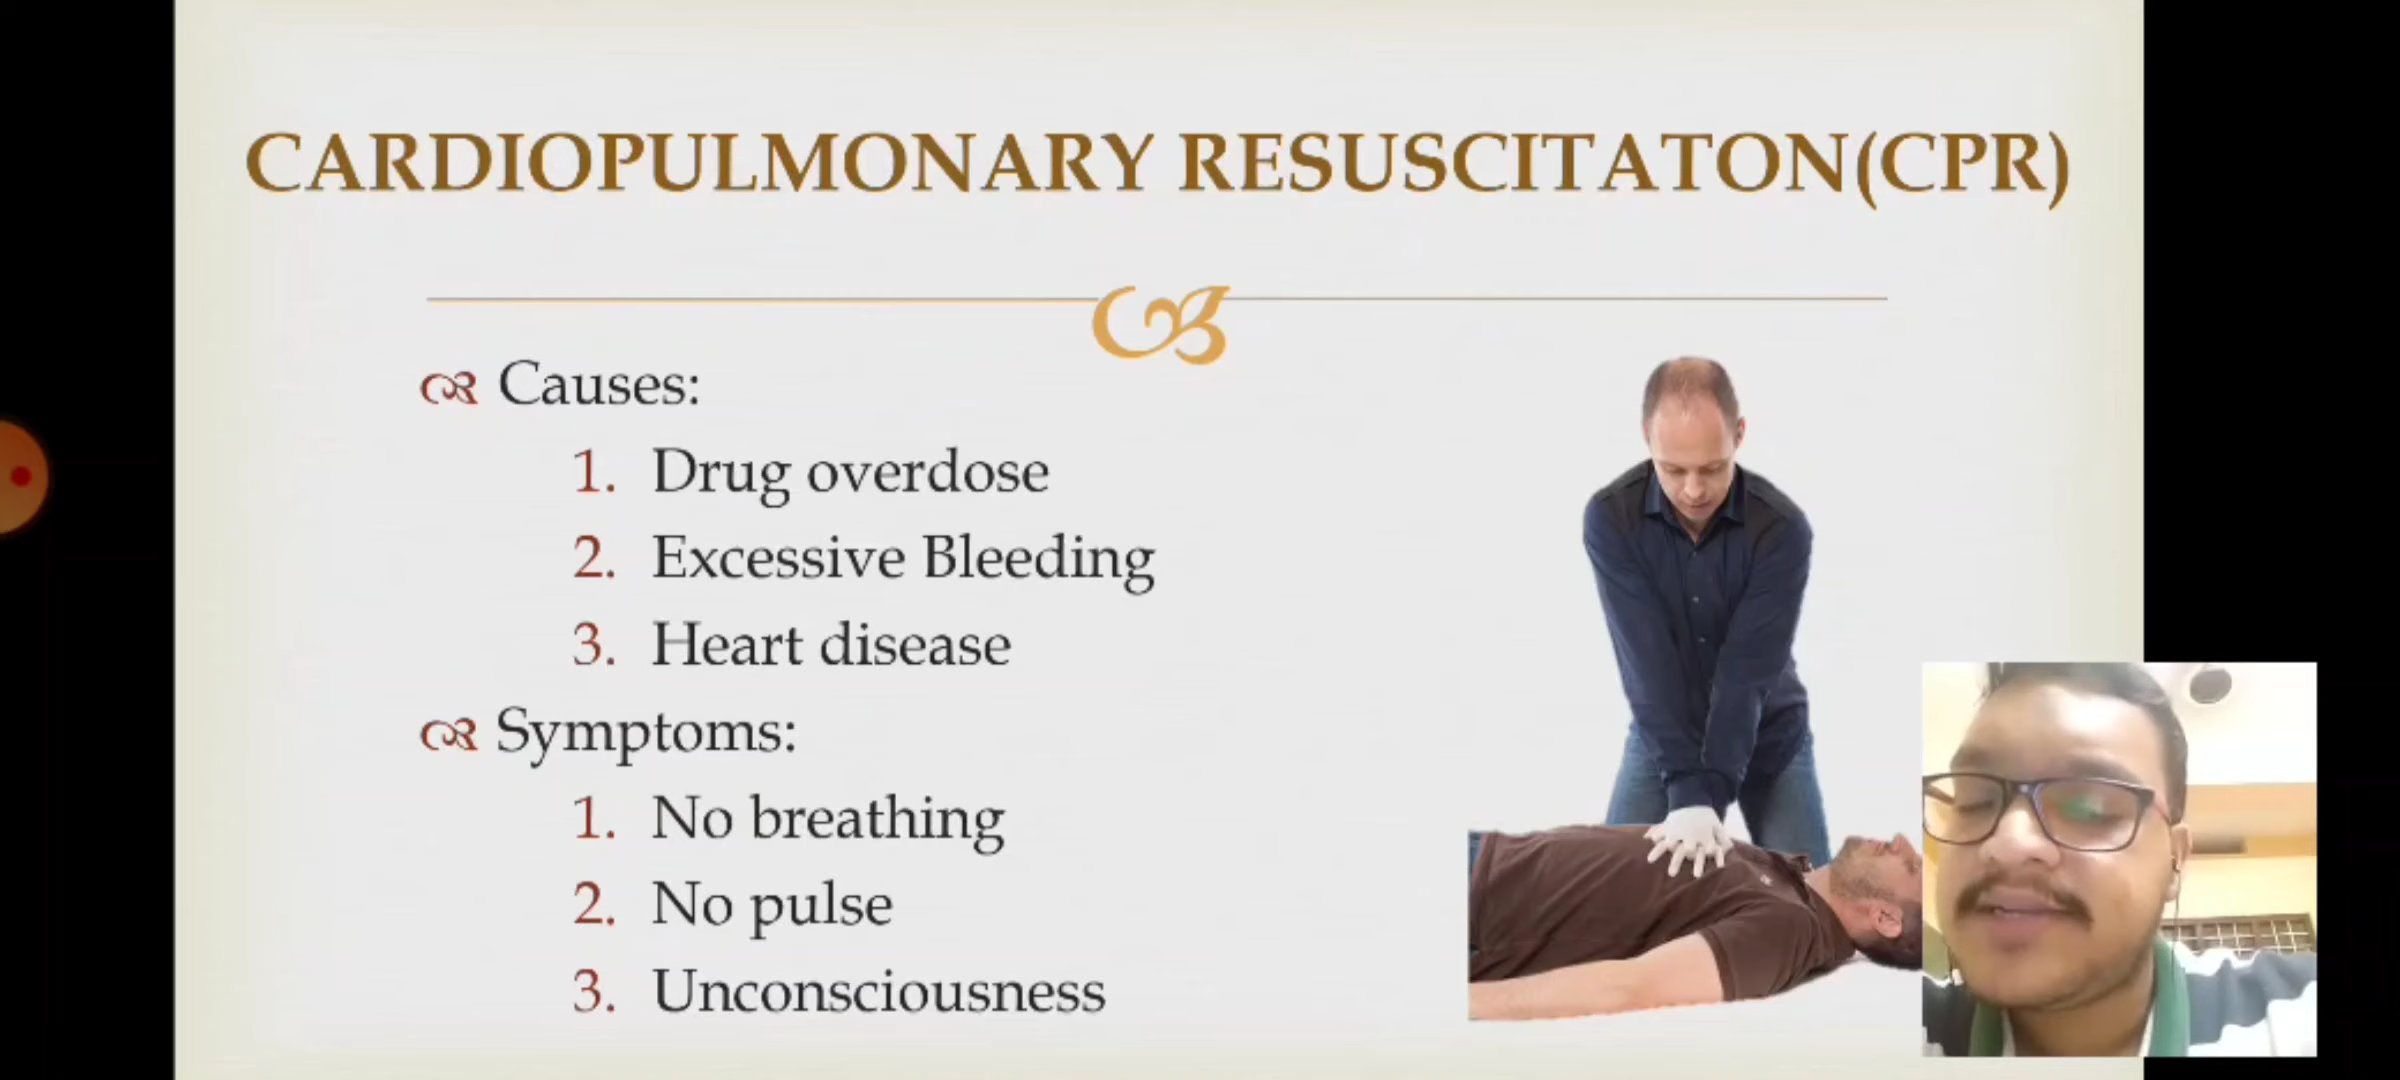 CARDIOPULMONARY RESUSCITATON(CPR)
Causes:
1. Drug overdose
2. Excessive Bleeding
3. Heart disease
Symptoms:
1. No breathing
2. No pulse
3. Unconsciousness